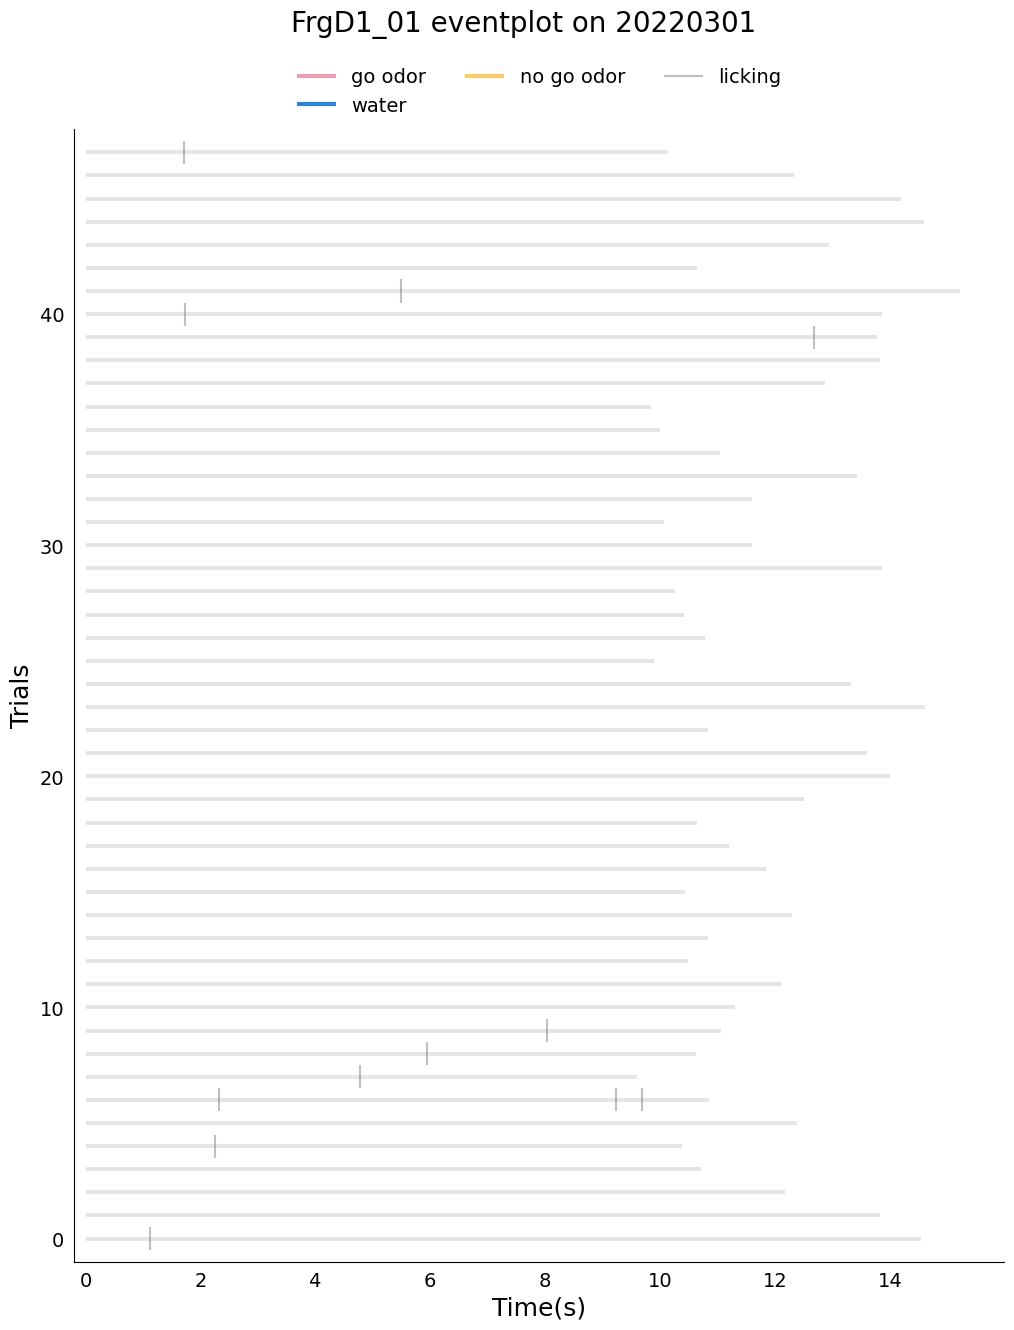 FrgD1_01 eventplot on 20220301
go odor no go odor licking
water
40
30
20
10
0
Trials
0 2 4 6 8 10 12 14
Time(s)